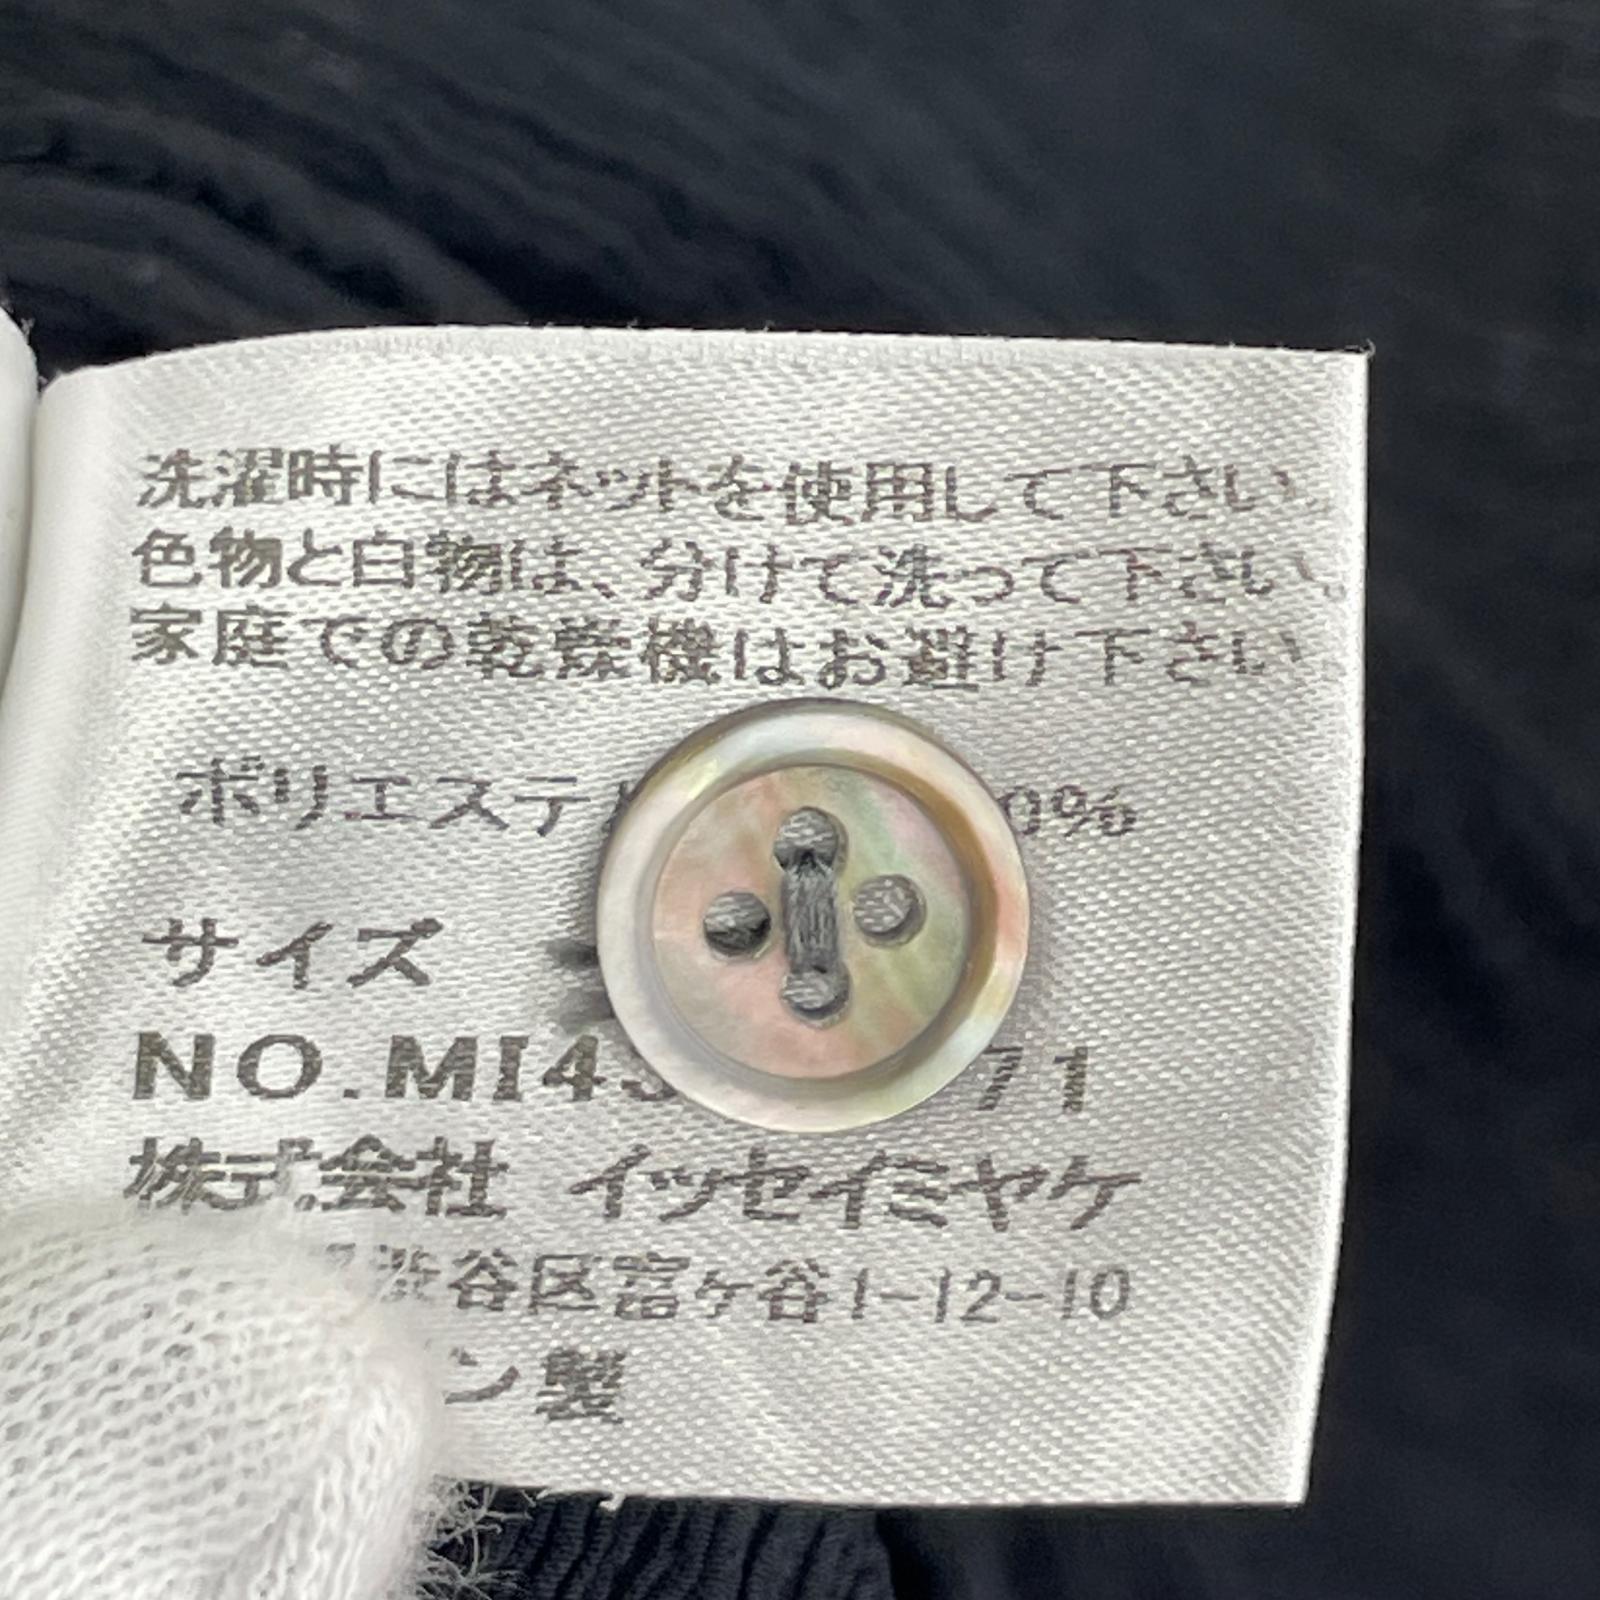 洗濯時にはネットを使用して下さい。
色物と白物は、分けて洗って下さい。
家庭での乾燥機はお避け下さい
ポリエステ 0%
サイズ
NO.MI4 71
株式会社 イッセイミヤケ
渋谷区富ヶ谷1-12-10
ン製